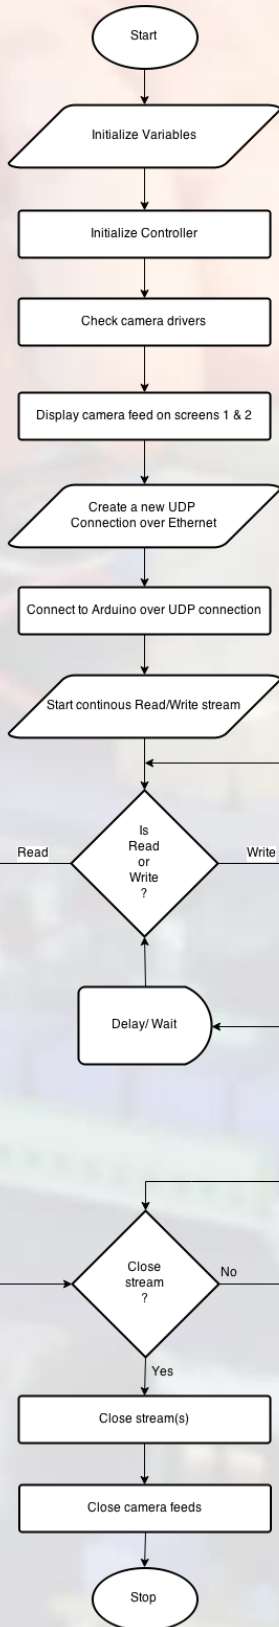 Start
Initialize Variables
Initialize Controller
Check camera drivers
Display camera feed on screens 1 & 2
Create a new UDP
Connection over Ethernet
Connect to Arduino over UDP connection
Start continous Read/Write stream
Is
Read
or
Write
?
Read
Write
Delay/ Wait
Close
stream
?
No
Yes
Close stream(s)
Close camera feeds
Stop